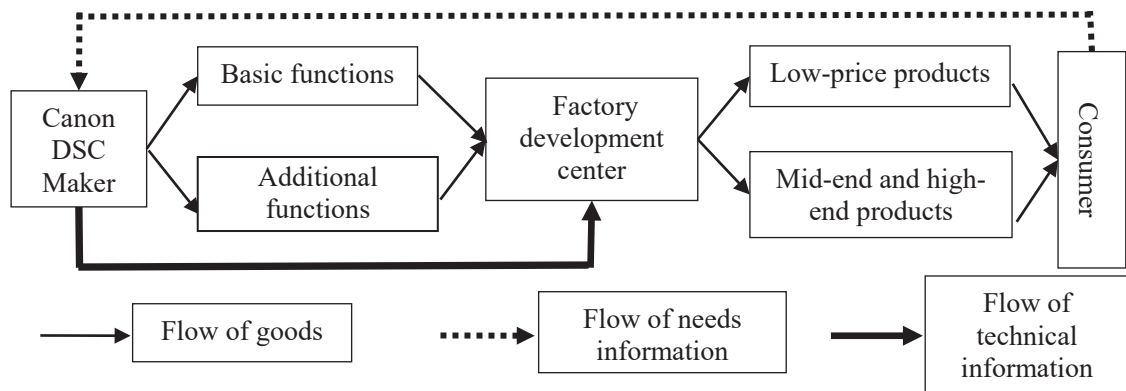 Canon
DSC
Maker
Basic functions
Additional
functions
Factory
development
center
Low-price products
Mid-end and high-
end products
Consumer
Flow of goods
Flow of needs
information
Flow of
technical
information